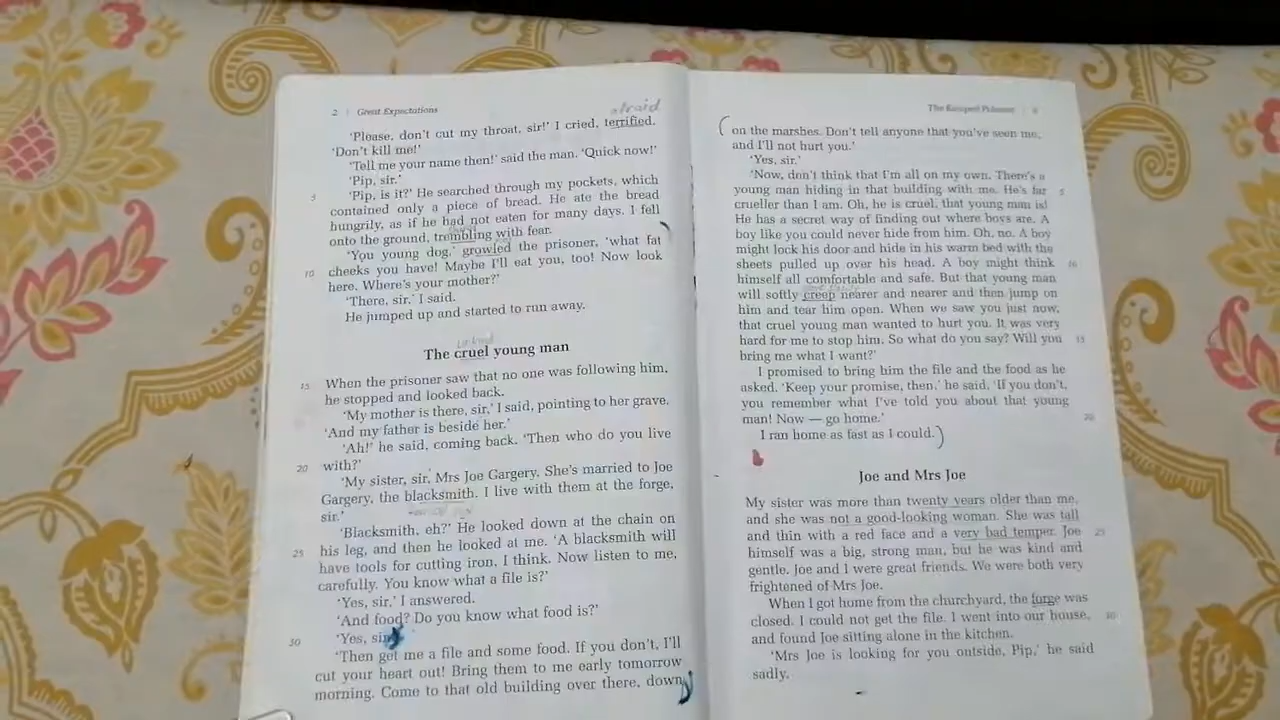 2 | Great Expectations
afraid
'Please, don't cut my throat, sir!' I cried, terrified.
'Don't kill me!'
'Tell me your name then!' said the man. 'Quick now!'
'Pip, sir.'
5 'Pip, is it?' He searched through my pockets, which
contained only a piece of bread. He ate the bread
hungrily, as if he had not eaten for many days. I fell
onto the ground, trembling with fear.
'You young dog,' growled the prisoner, 'what fat
10 cheeks you have! Maybe I'll eat you, too! Now look
here. Where's your mother?'
'There, sir.' I said.
He jumped up and started to run away.
The cruel young man
15 When the prisoner saw that no one was following him,
he stopped and looked back.
'My mother is there, sir,' I said, pointing to her grave.
'And my father is beside her.'
'Ah!' he said, coming back. 'Then who do you live
20 with?'
'My sister, sir, Mrs Joe Gargery. She's married to Joe
Gargery, the blacksmith. I live with them at the forge,
sir.'
'Blacksmith, eh?' He looked down at the chain on
25 his leg, and then he looked at me. 'A blacksmith will
have tools for cutting iron, I think. Now listen to me,
carefully. You know what a file is?'
'Yes, sir,' I answered.
'And food? Do you know what food is?'
30 'Yes, sir.'
'Then get me a file and some food. If you don't, I'll
cut your heart out! Bring them to me early tomorrow
morning. Come to that old building over there, down
The Escaped Prisoner |
on the marshes. Don't tell anyone that you've seen me,
and I'll not hurt you.'
'Yes, sir.'
'Now, don't think that I'm all on my own. There's a
young man hiding in that building with me. He's far 5
crueller than I am. Oh, he is cruel, that young man is!
He has a secret way of finding out where boys are. A
boy like you could never hide from him. Oh, no. A boy
might lock his door and hide in his warm bed with the
sheets pulled up over his head. A boy might think 10
himself all comfortable and safe. But that young man
will softly creep nearer and nearer and then jump on
him and tear him open. When we saw you just now,
that cruel young man wanted to hurt you. It was very
hard for me to stop him. So what do you say? Will you 15
bring me what I want?'
I promised to bring him the file and the food as he
asked. 'Keep your promise, then,' he said. 'If you don't,
you remember what I've told you about that young
man! Now — go home.' 20
I ran home as fast as I could.
Joe and Mrs Joe
My sister was more than twenty years older than me,
and she was not a good-looking woman. She was tall
and thin with a red face and a very bad temper. Joe 25
himself was a big, strong man, but he was kind and
gentle. Joe and I were great friends. We were both very
frightened of Mrs Joe.
When I got home from the churchyard, the forge was
closed. I could not get the file. I went into our house, 30
and found Joe sitting alone in the kitchen.
'Mrs Joe is looking for you outside, Pip,' he said
sadly.